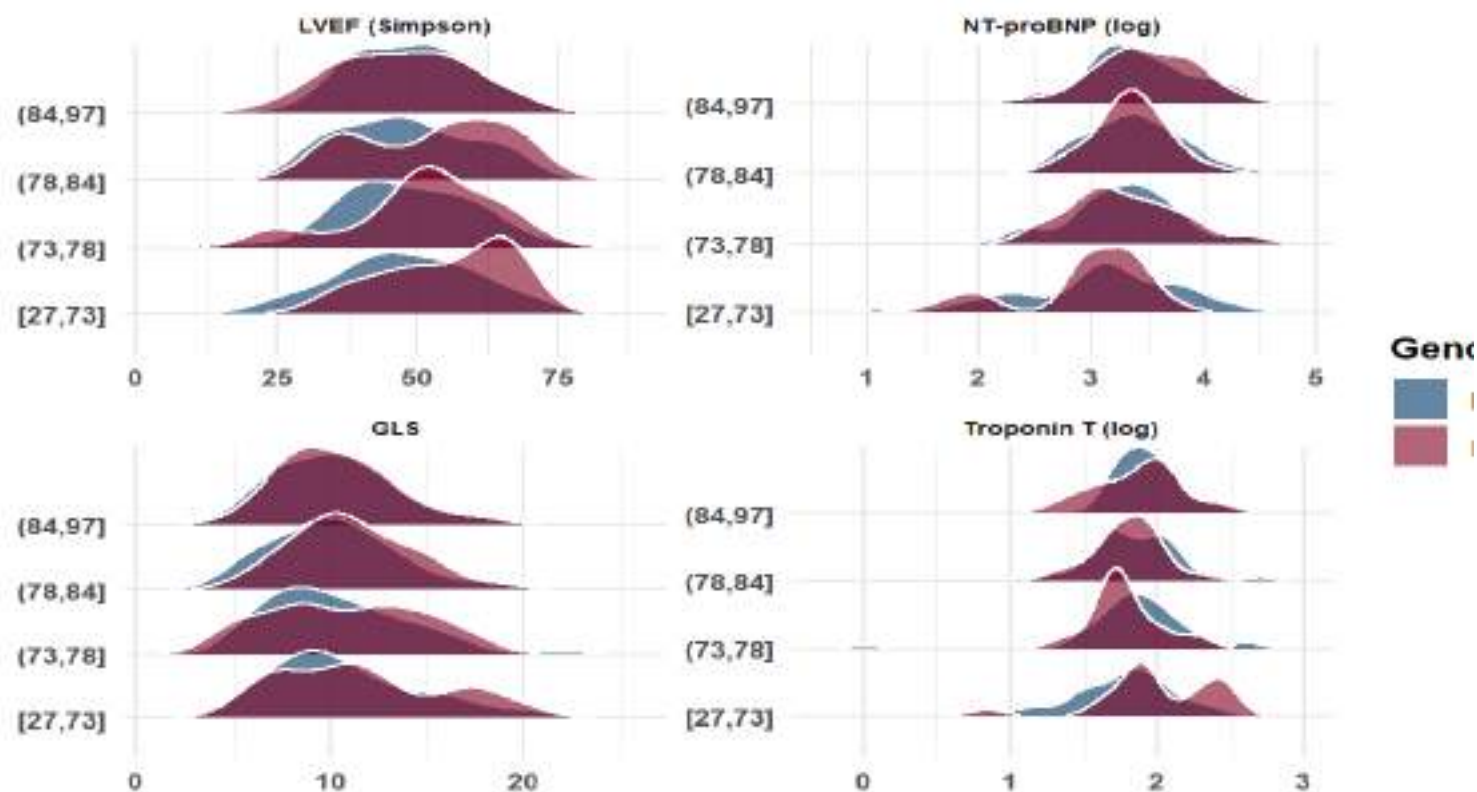 LVEF (Simpson)
NT-proBNP (log)
(84,97]
(78,84]
(73,78]
[27,73]
0 25 50 75
(84,97]
(78,84]
(73,78]
[27,73]
1 2 3 4 5
Gend
GLS
Troponin T (log)
(84,97]
(78,84]
(73,78]
[27,73]
0 10 20
(84,97]
(78,84]
(73,78]
[27,73]
0 1 2 3